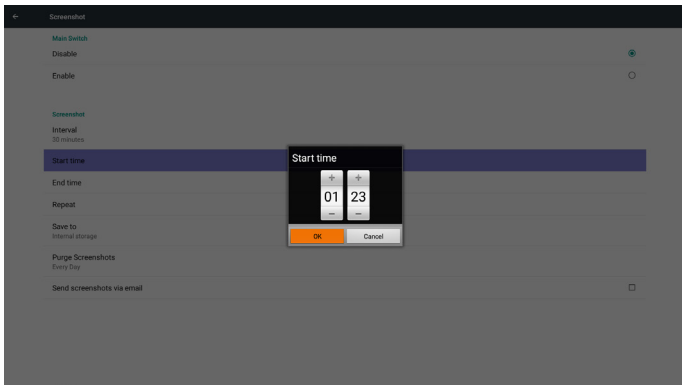 Screenshot
Main Switch
Disable
Enable
Screenshot
Interval
30 minutes
Start time
End time
Repeat
Save to
Internal storage
Purge Screenshots
Every Day
Send screenshots via email
Start time
+ +
01 23
- -
OK Cancel